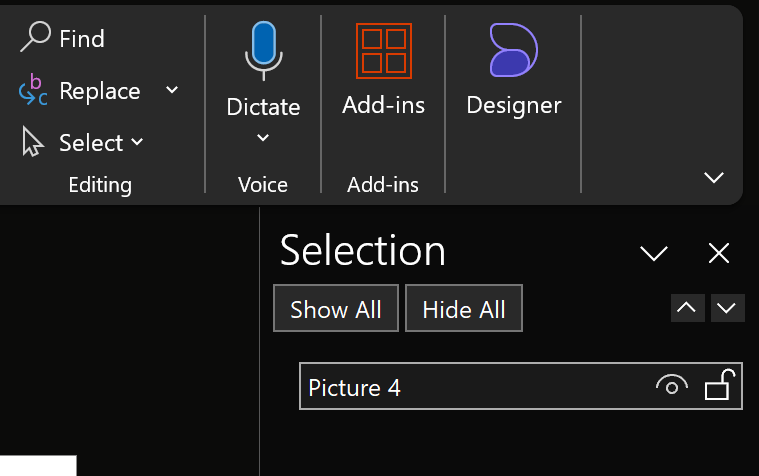 Find
Replace
Select
Editing
Dictate
Voice
Add-ins
Add-ins
Designer
Selection
Show All
Hide All
Picture 4
b
c